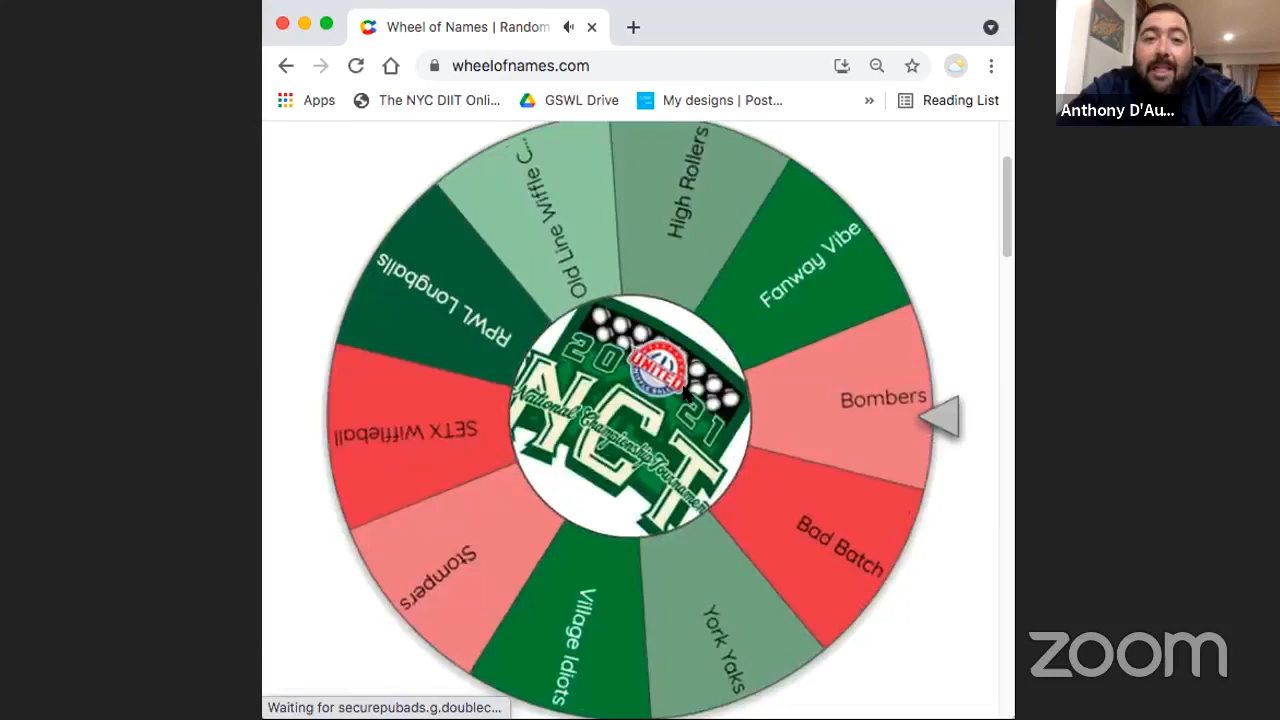 Wheel of Names | Random
wheelofnames.com
Apps
The NYC DIIT Onli...
GSWL Drive
My designs | Post...
»
Reading List
Anthony D'Au...
Old Line Wiffle C...
High Rollers
Fanway Vibe
RPWL Longballs
Bombers
SETX Wiffleball
Bad Batch
Stompers
Village Idiots
York Yaks
20 21
UNITED
NCT
National Championship Tournament
Waiting for securepubads.g.doublec...
zoom